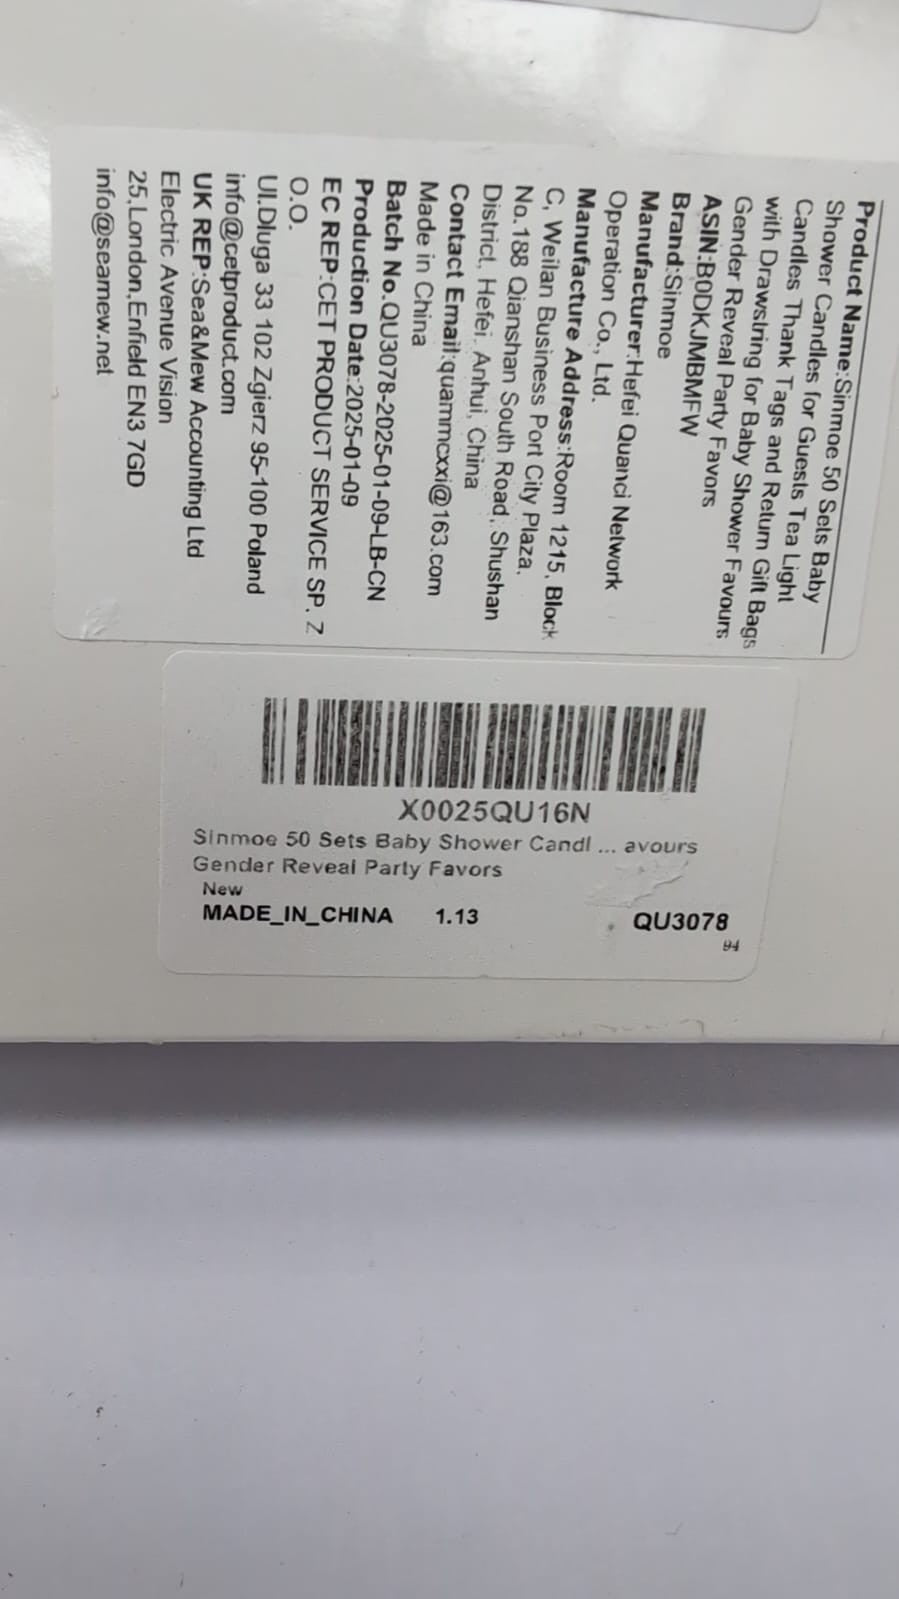 Product Name:Sinmoe 50 Sets Baby
Shower Candles for Guests Tea Light
Candles Thank Tags and Return Gift Bags
with Drawstring for Baby Shower Favours
Gender Reveal Party Favors
ASIN:B0DKJMBMFW
Brand:Sinmoe
Manufacturer:Hefei Quanci Network
Operation Co., Ltd.
Manufacture Address:Room 1215, Block
C, Weilan Business Port City Plaza,
No.188 Qianshan South Road, Shushan
District, Hefei, Anhui, China
Contact Email:quammcxxi@163.com
Made in China
Batch No.QU3078-2025-01-09-LB-CN
Production Date:2025-01-09
EC REP:CET PRODUCT SERVICE SP. Z
O.O.
Ul.Dluga 33 102 Zgierz 95-100 Poland
info@cetproduct.com
UK REP:Sea&Mew Accounting Ltd
Electric Avenue Vision
25,London,Enfield EN3 7GD
info@seamew.net
X0025QU16N
Sinmoe 50 Sets Baby Shower Candl ... avours
Gender Reveal Party Favors
New
MADE_IN_CHINA 1.13 QU3078
94